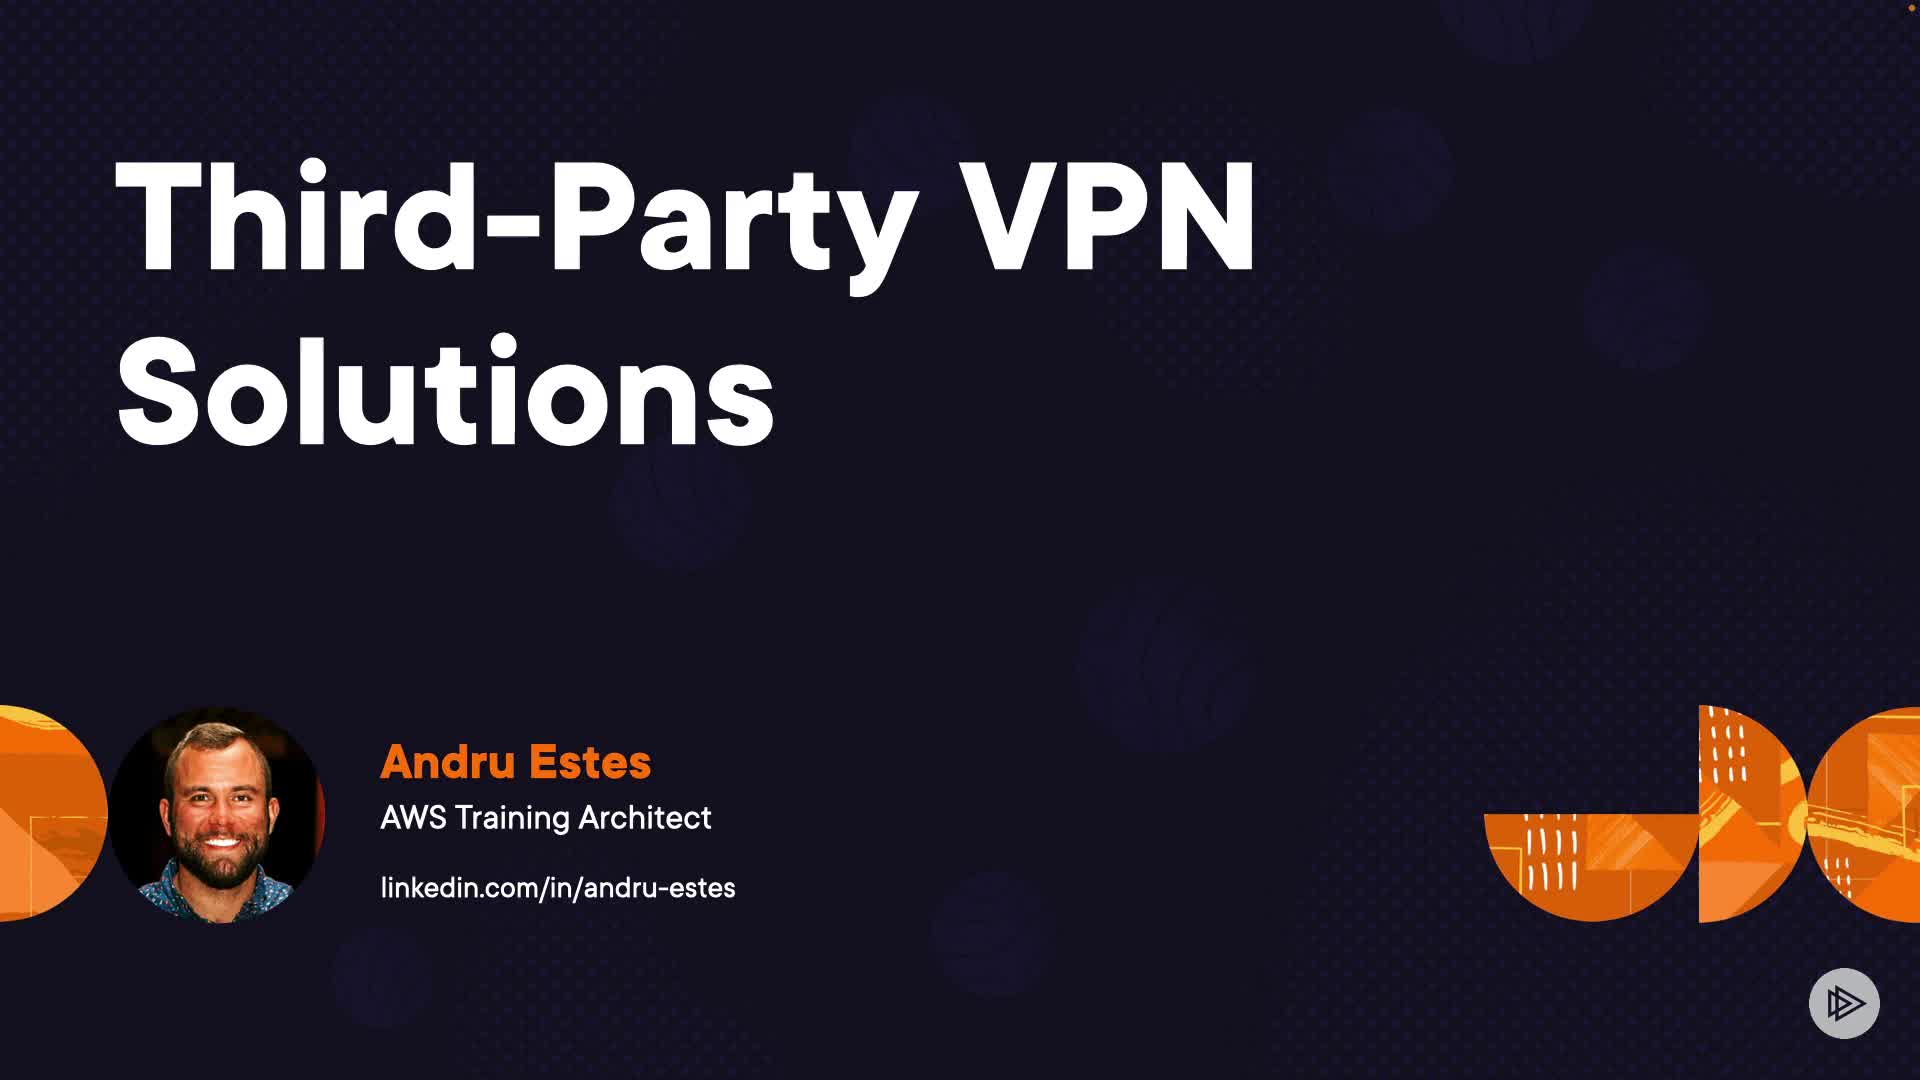 Third-Party VPN
Solutions
Andru Estes
AWS Training Architect
linkedin.com/in/andru-estes